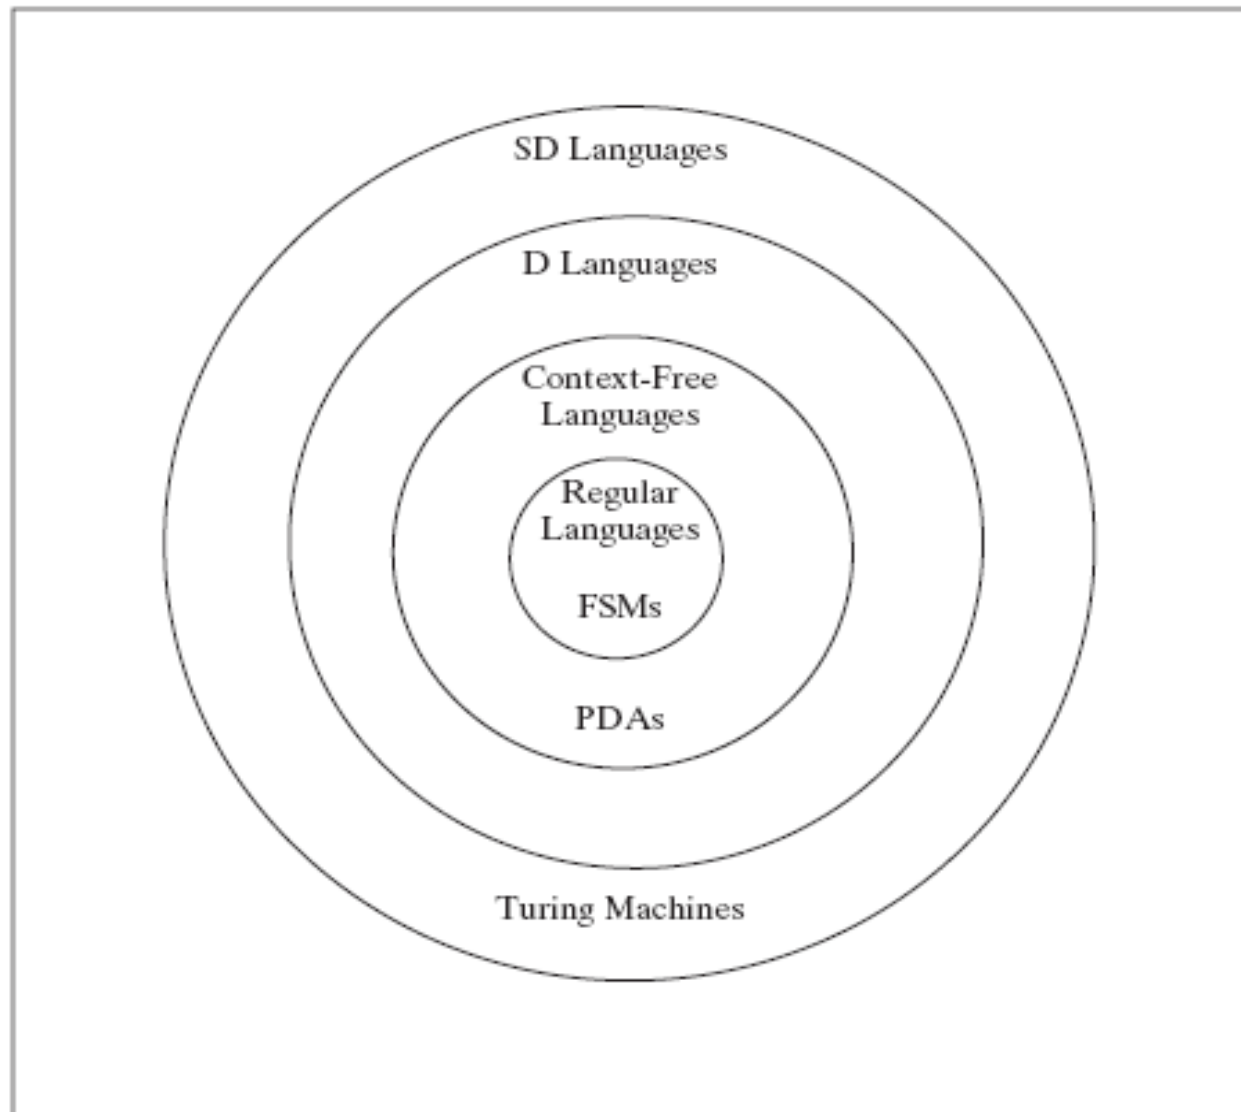 SD Languages
D Languages
Context-Free
Languages
Regular
Languages
FSMs
PDAs
Turing Machines